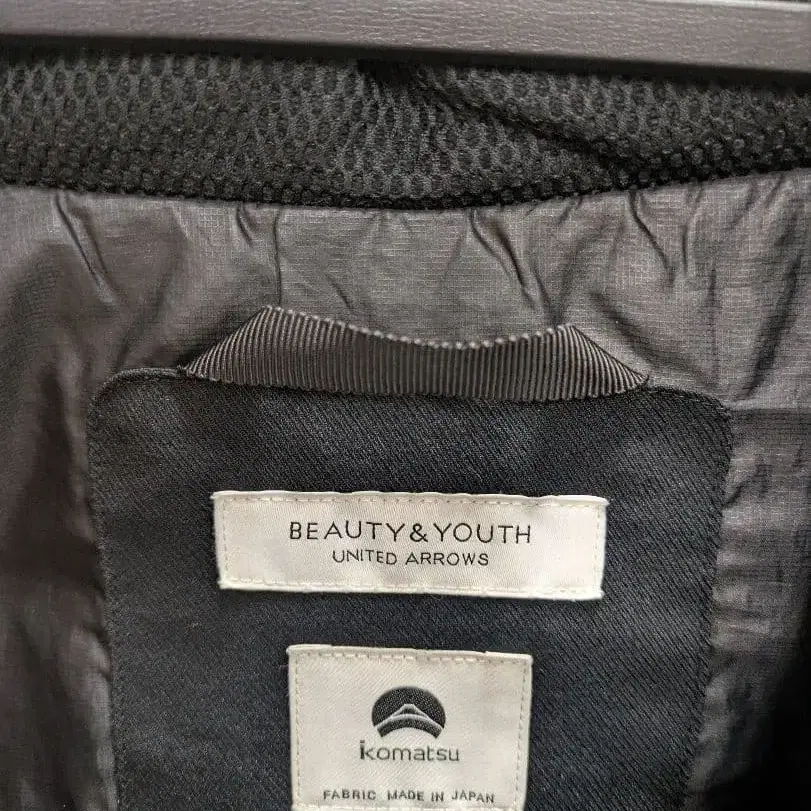 BEAUTY&YOUTH
UNITED ARROWS
komatsu
FABRIC MADE IN JAPAN